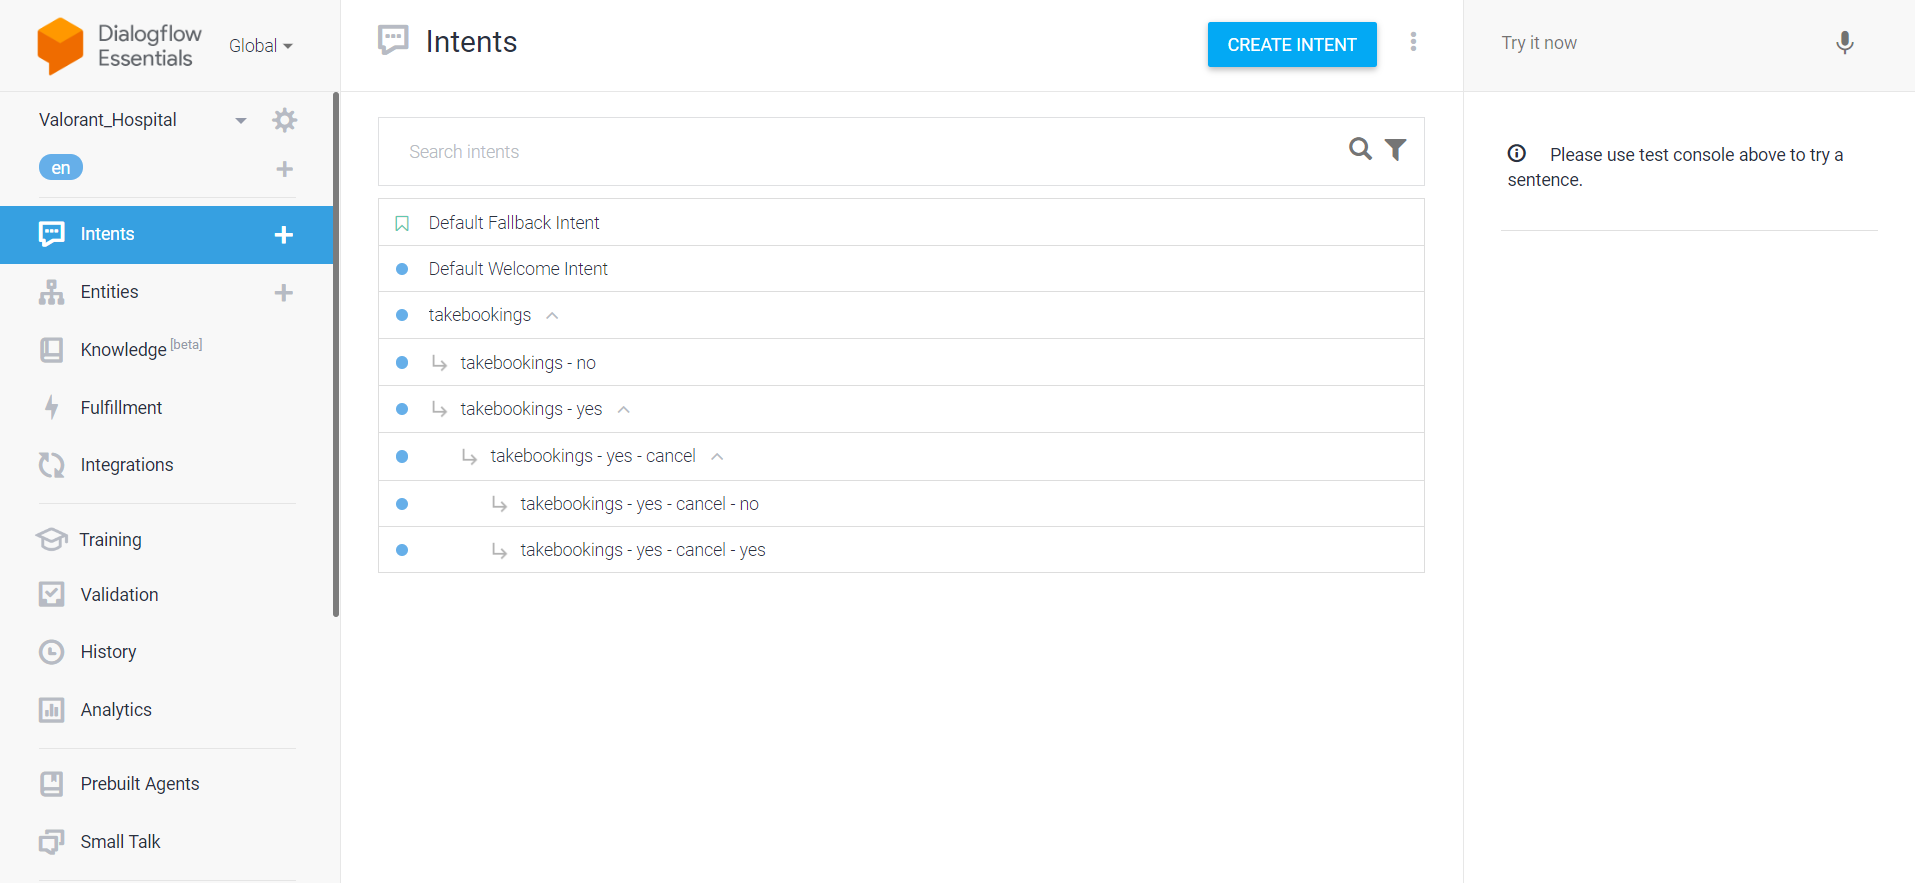 Dialogflow
Essentials
Global
Valorant_Hospital
en
Intents
Entities
Knowledge [beta]
Fulfillment
Integrations
Training
Validation
History
Analytics
Prebuilt Agents
Small Talk
Intents
CREATE INTENT
Search intents
Default Fallback Intent
Default Welcome Intent
takebookings
takebookings - no
takebookings - yes
takebookings - yes - cancel
takebookings - yes - cancel - no
takebookings - yes - cancel - yes
Try it now
Please use test console above to try a
sentence.